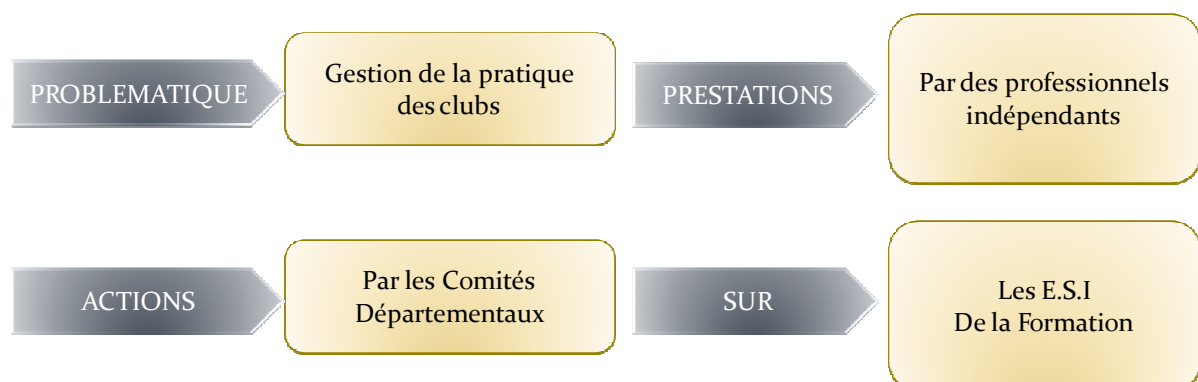 PROBLEMATIQUE
Gestion de la pratique
des clubs
PRESTATIONS
Par des professionnels
indépendants
ACTIONS
Par les Comités
Départementaux
SUR
Les E.S.I
De la Formation